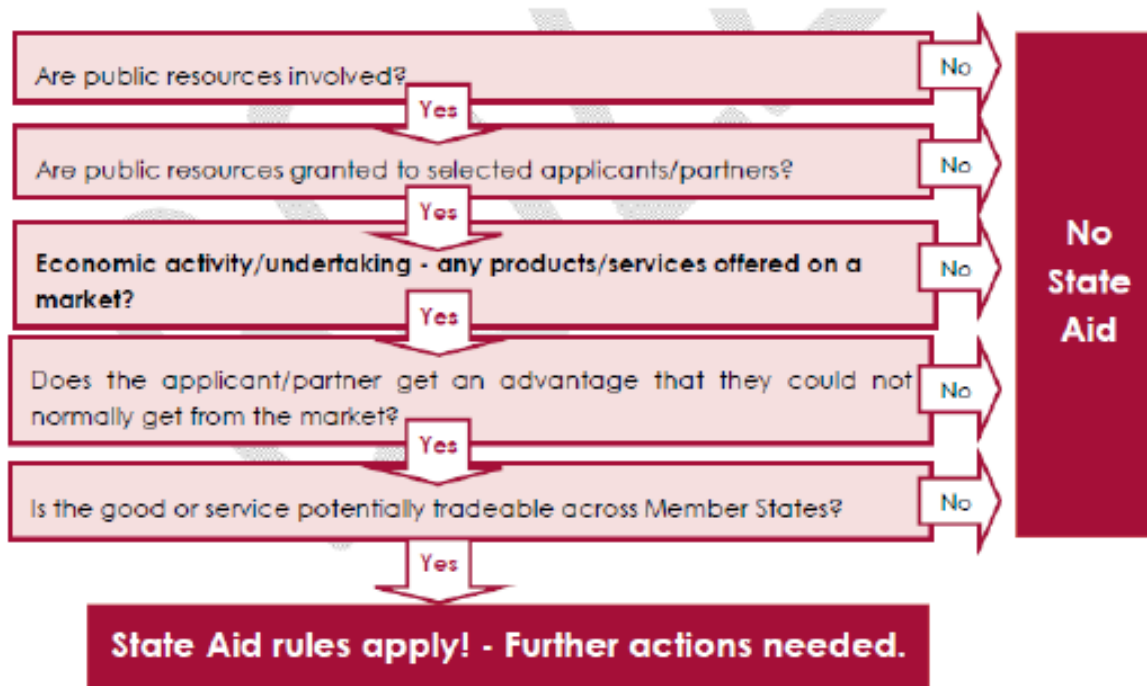 Are public resources involved?
No
Yes
Are public resources granted to selected applicants/partners?
No
Yes
Economic activity/undertaking - any products/services offered on a
market?
No
Yes
Does the applicant/partner get an advantage that they could not
normally get from the market?
No
Yes
Is the good or service potentially tradeable across Member States?
No
Yes
No
State
Aid
State Aid rules apply! - Further actions needed.